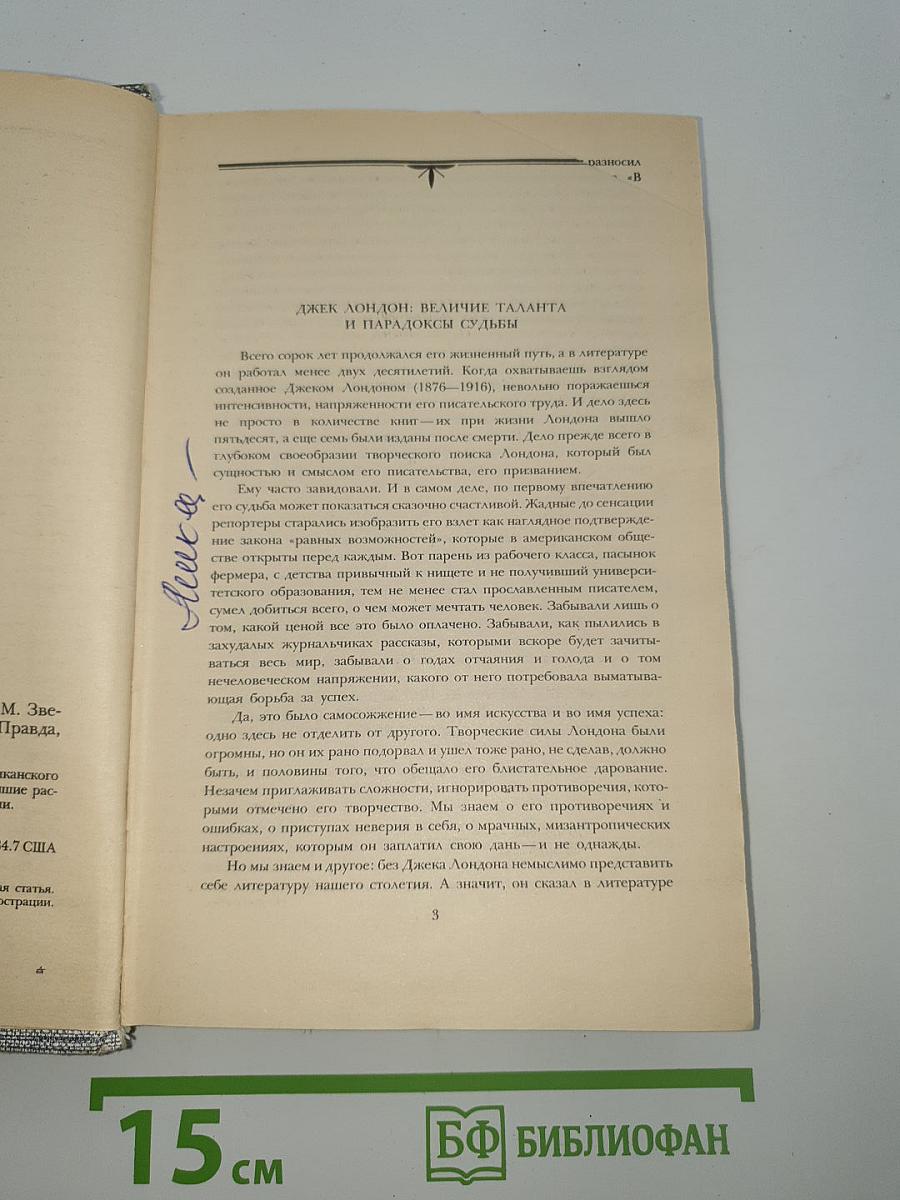 М. Зве-
Правда,
иканского
шие рас-
ии.
84.7 США
ая статья.
острации.
разносил
«В
ДЖЕК ЛОНДОН: ВЕЛИЧИЕ ТАЛАНТА
И ПАРАДОКСЫ СУДЬБЫ
Всего сорок лет продолжался его жизненный путь, а в литературе
он работал менее двух десятилетий. Когда охватываешь взглядом
созданное Джеком Лондоном (1876—1916), невольно поражаешься
интенсивности, напряженности его писательского труда. И дело здесь
не просто в количестве книг—их при жизни Лондона вышло
пятьдесят, а еще семь были изданы после смерти. Дело прежде всего в
глубоком своеобразии творческого поиска Лондона, который был
сущностью и смыслом его писательства, его призванием.
Ему часто завидовали. И в самом деле, по первому впечатлению
его судьба может показаться сказочно счастливой. Жадные до сенсации
репортеры старались изобразить его взлет как наглядное подтвержде-
ние закона «равных возможностей», которые в американском обще-
стве открыты перед каждым. Вот парень из рабочего класса, пасынок
фермера, с детства привычный к нищете и не получивший универси-
тетского образования, тем не менее стал прославленным писателем,
сумел добиться всего, о чем может мечтать человек. Забывали лишь о
том, какой ценой все это было оплачено. Забывали, как пылились в
захудалых журнальчиках рассказы, которыми вскоре будет зачиты-
ваться весь мир, забывали о годах отчаяния и голода и о том
нечеловеческом напряжении, какого от него потребовала выматыва-
ющая борьба за успех.
Да, это было самосожжение—во имя искусства и во имя успеха:
одно здесь не отделить от другого. Творческие силы Лондона были
огромны, но он их рано подорвал и ушел тоже рано, не сделав, должно
быть, и половины того, что обещало его блистательное дарование.
Незачем приглаживать сложности, игнорировать противоречия, кото-
рыми отмечено его творчество. Мы знаем о его противоречиях и
ошибках, о приступах неверия в себя, о мрачных, мизантропических
настроениях, которым он заплатил свою дань—и не однажды.
Но мы знаем и другое: без Джека Лондона немыслимо представить
себе литературу нашего столетия. А значит, он сказал в литературе
3
15 см
БФ БИБЛИОФАН